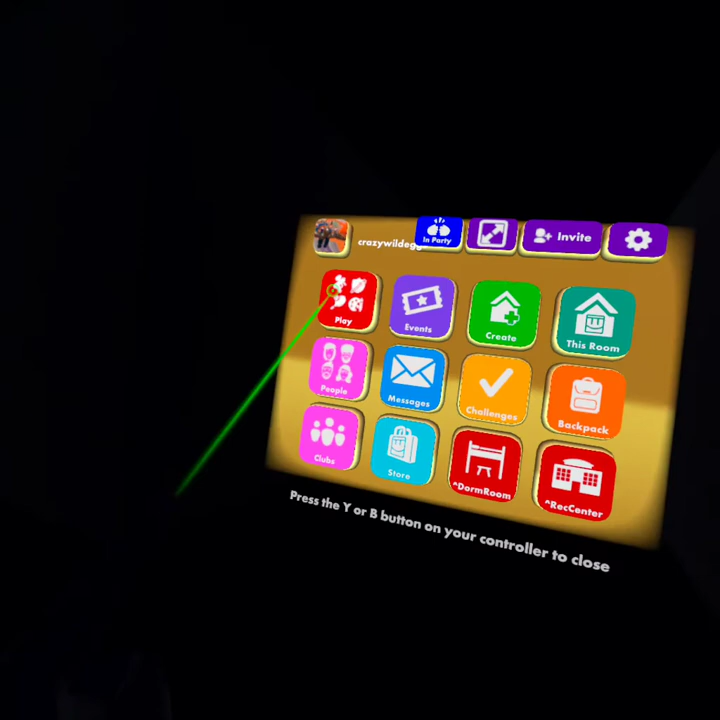 In Party
Invite
Play
Events
Create
This Room
People
Messages
Challenges
Backpack
Clubs
Store
^DormRoom
^RecCenter
Press the Y or B button on your controller to close